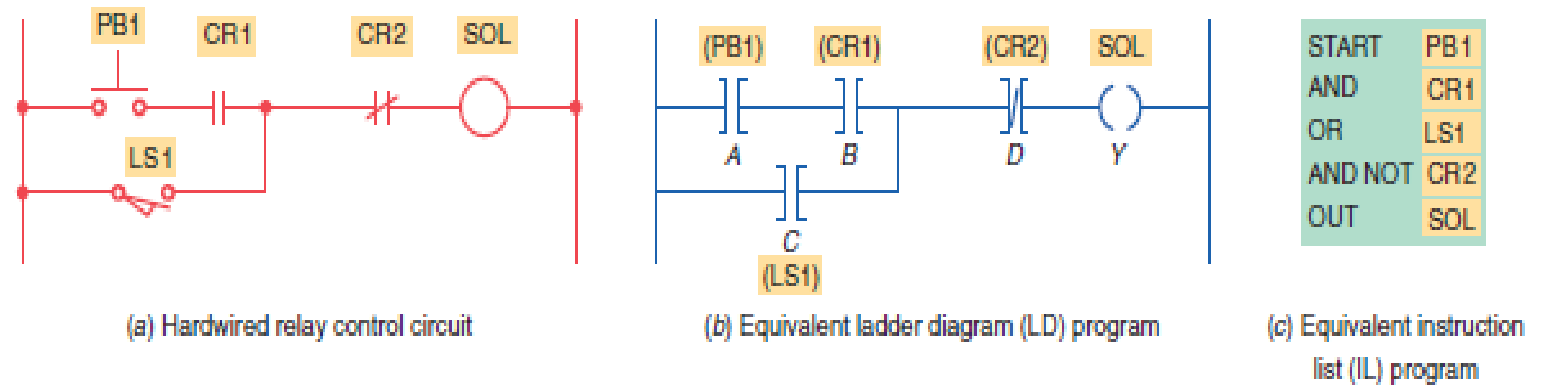 PB1
CR1
CR2
SOL
LS1
(a) Hardwired relay control circuit
(PB1)
(CR1)
(CR2)
SOL
A
B
D
Y
C
(LS1)
(b) Equivalent ladder diagram (LD) program
START PB1
AND CR1
OR LS1
AND NOT CR2
OUT SOL
(c) Equivalent instruction
list (IL) program